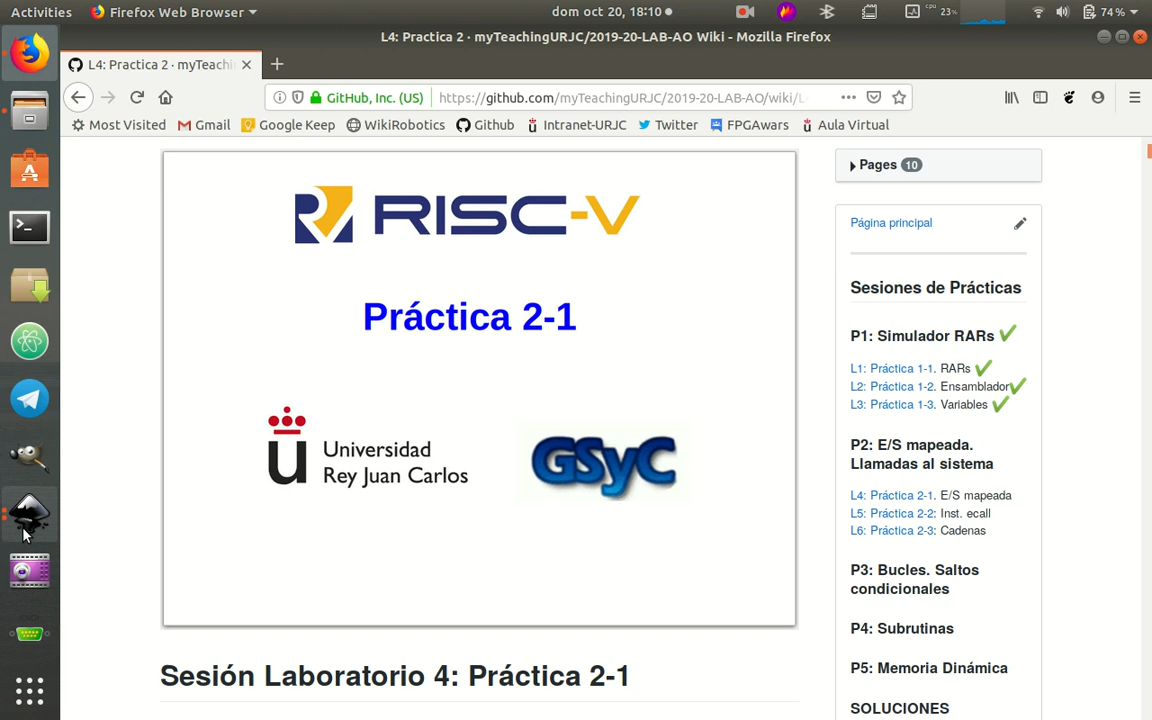 Activities
Firefox Web Browser
dom oct 20, 18:10
cpu
23%
74 %
L4: Practica 2 · myTeachingURJC/2019-20-LAB-AO Wiki - Mozilla Firefox
L4: Practica 2 · myTeachi
GitHub, Inc. (US)
https://github.com/myTeachingURJC/2019-20-LAB-AO/wiki/L
Most Visited
Gmail
Google Keep
WikiRobotics
Github
Intranet-URJC
Twitter
FPGAwars
Aula Virtual
RISC-V
Práctica 2-1
ü Universidad
Rey Juan Carlos
GSyC
Sesión Laboratorio 4: Práctica 2-1
Pages 10
Página principal
Sesiones de Prácticas
P1: Simulador RARs
L1: Práctica 1-1. RARs
L2: Práctica 1-2. Ensamblador
L3: Práctica 1-3. Variables
P2: E/S mapeada.
Llamadas al sistema
L4: Práctica 2-1. E/S mapeada
L5: Práctica 2-2: Inst. ecall
L6: Práctica 2-3: Cadenas
P3: Bucles. Saltos
condicionales
P4: Subrutinas
P5: Memoria Dinámica
SOLUCIONES